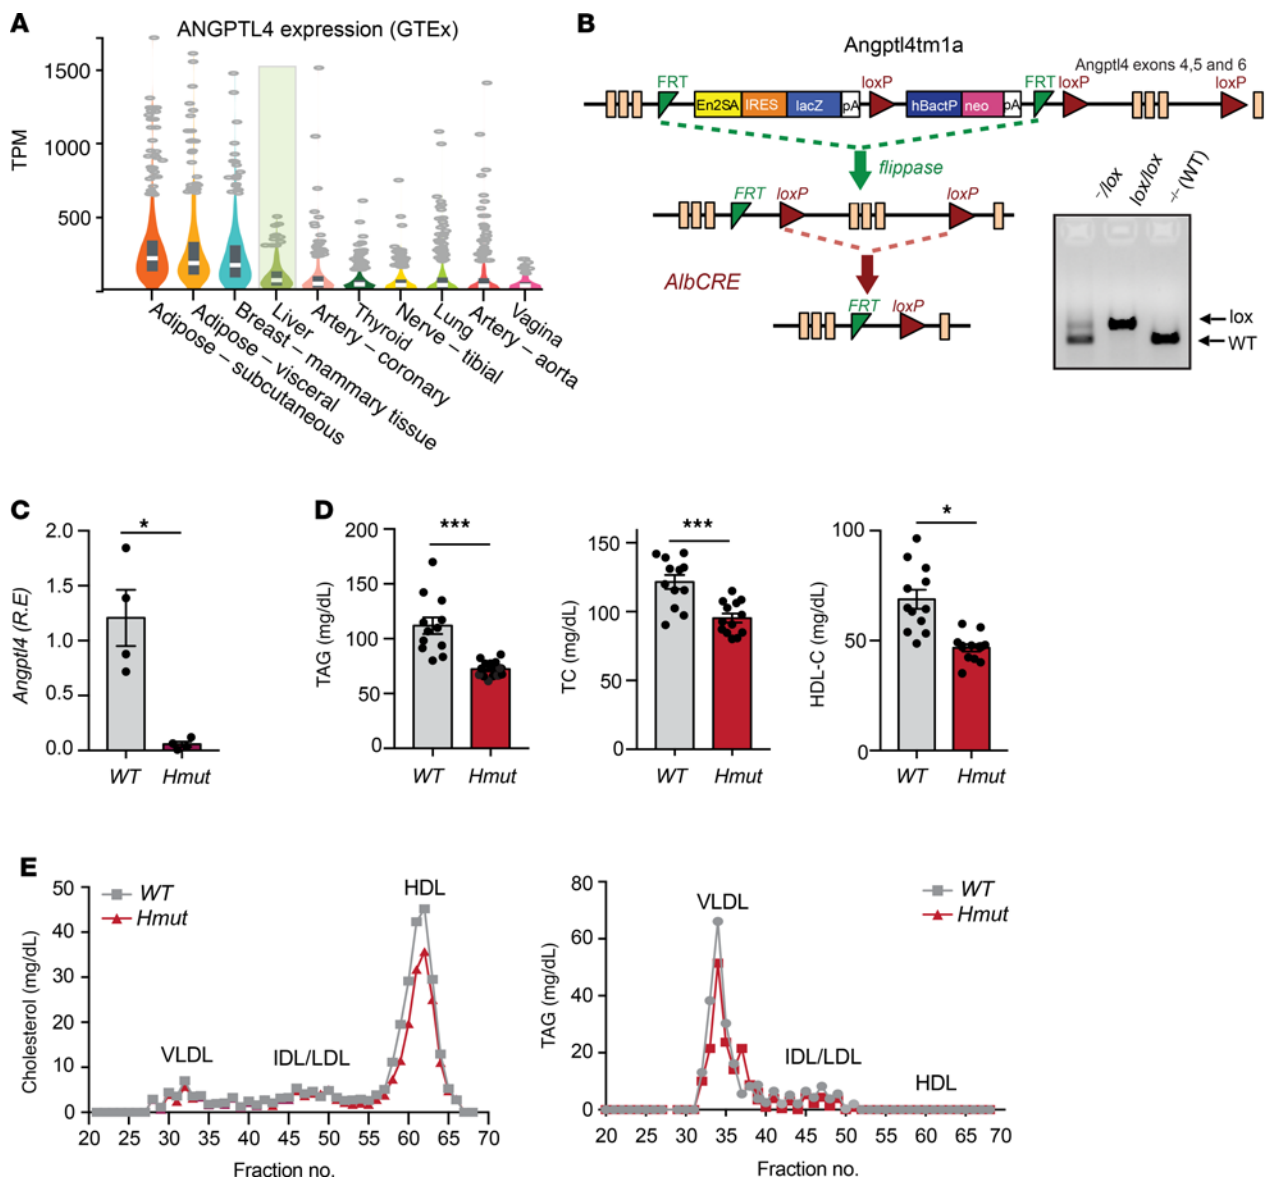 A
ANGPTL4 expression (GTEx)
TPM
1500
1000
500
Adipose – subcutaneous
Adipose – visceral
Breast – mammary tissue
Liver
Artery – coronary
Thyroid
Nerve – tibial
Lung
Artery – aorta
Vagina
B
Angptl4tm1a
Angptl4 exons 4,5 and 6
FRT
loxP
FRT
loxP
loxP
En2SA
IRES
lacZ
pA
hBactP
neo
pA
flippase
FRT
loxP
loxP
AlbCRE
FRT
loxP
-/lox
lox/lox
-/- (WT)
lox
WT
C
Angptl4 (R.E)
2.0
1.5
1.0
0.5
0.0
*
WT
Hmut
D
TAG (mg/dL)
200
150
100
50
0
***
WT
Hmut
TC (mg/dL)
150
100
50
0
***
WT
Hmut
HDL-C (mg/dL)
100
50
0
*
WT
Hmut
E
Cholesterol (mg/dL)
50
40
30
20
10
0
WT
Hmut
VLDL
IDL/LDL
HDL
20 25 30 35 40 45 50 55 60 65 70
Fraction no.
TAG (mg/dL)
80
60
40
20
0
VLDL
IDL/LDL
HDL
WT
Hmut
20 25 30 35 40 45 50 55 60 65 70
Fraction no.